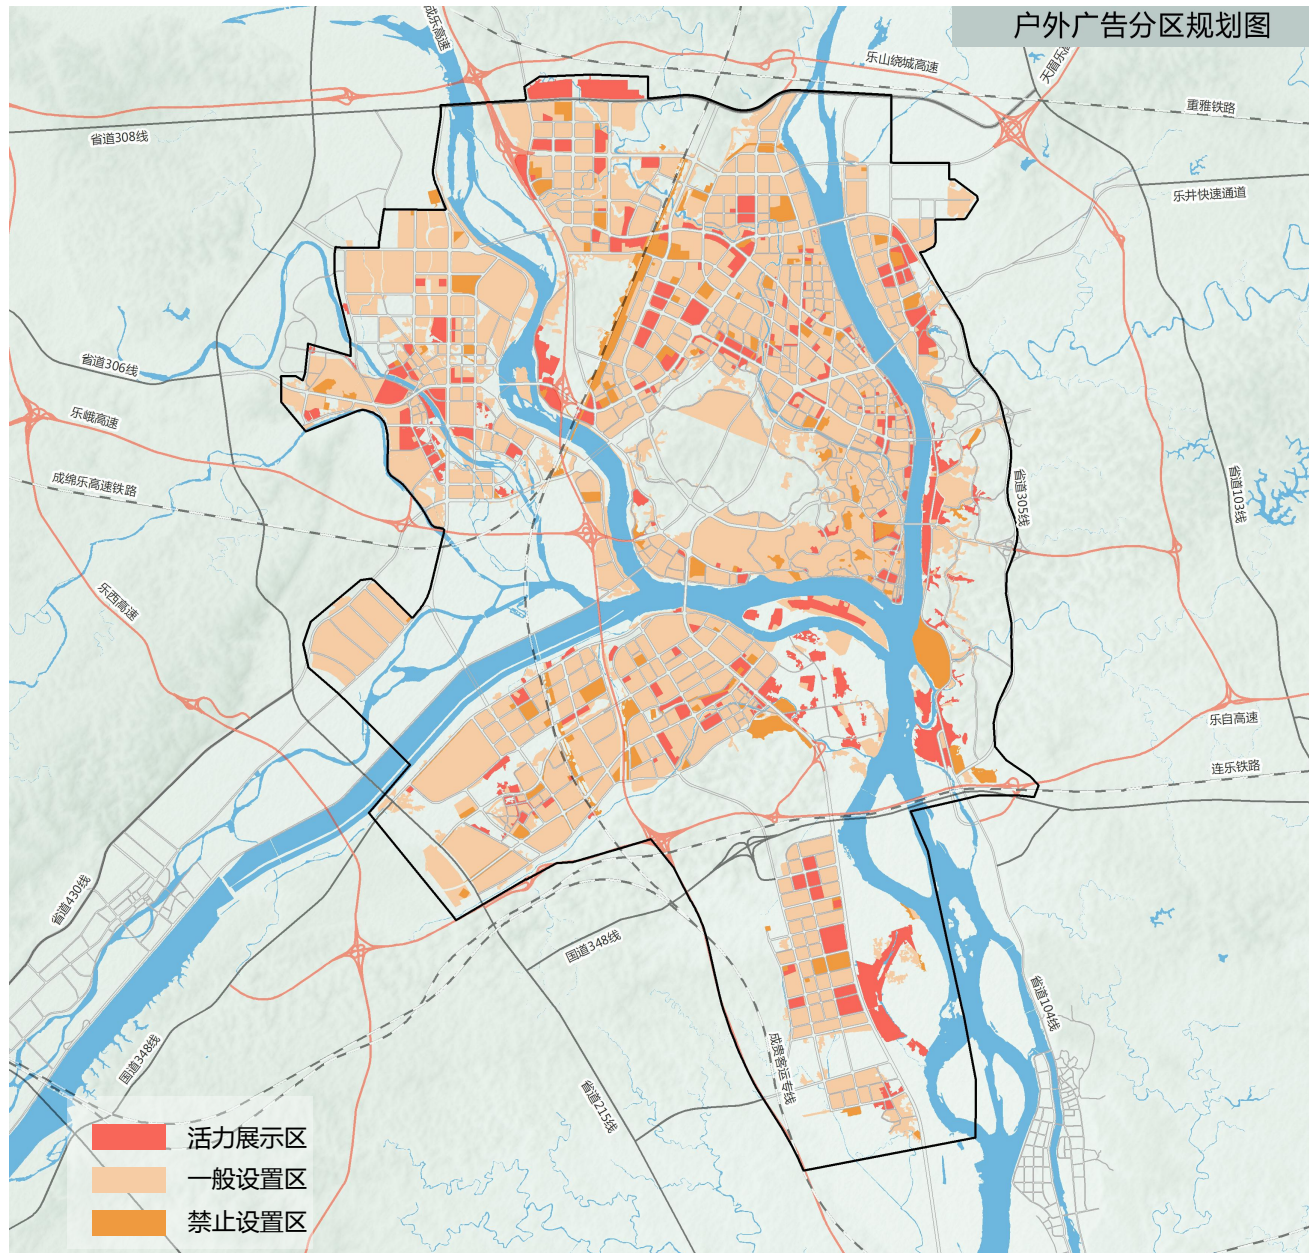 户外广告分区规划图
成乐高速
乐山绕城高速
天眉乐高
重雅铁路
省道308线
乐井快速通道
省道306线
乐峨高速
成绵乐高速铁路
省道305线
省道103线
乐西高速
乐自高速
连乐铁路
省道430线
国道348线
省道104线
国道348线
成贵客运专线
省道215线
活力展示区
一般设置区
禁止设置区